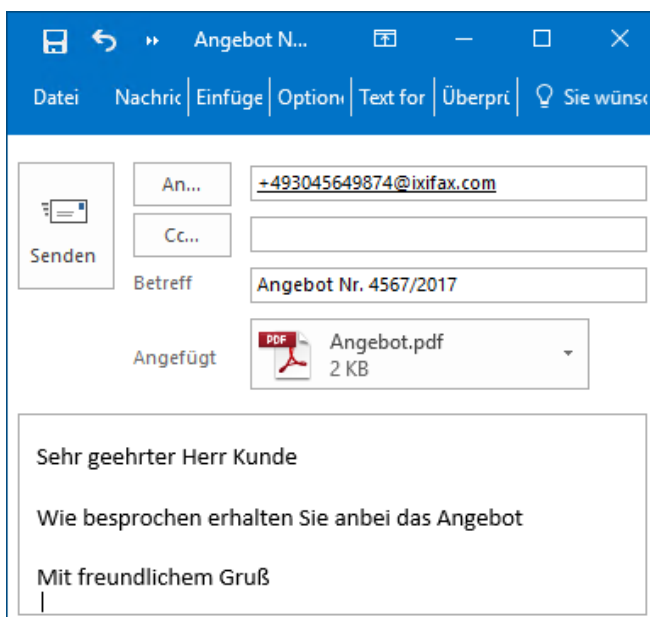 Angebot N...
Datei Nachric Einfüge Option Text for Überprü Sie wüns
An... +493045649874@ixifax.com
Cc...
Senden
Betreff Angebot Nr. 4567/2017
Angefügt PDF Angebot.pdf
2 KB
Sehr geehrter Herr Kunde
Wie besprochen erhalten Sie anbei das Angebot
Mit freundlichem Gruß